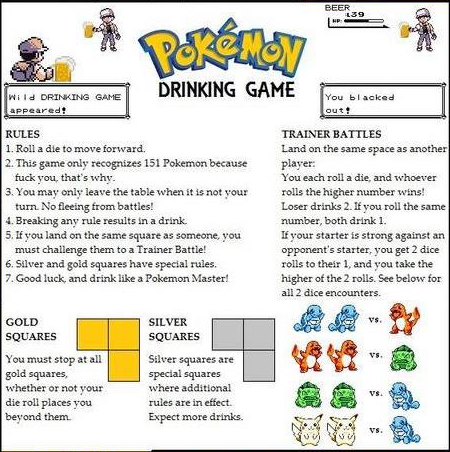 BEER
:L39
HP:
POKéMON
DRINKING GAME
Wild DRINKING GAME
appeared!
You blacked
out!
RULES
1. Roll a die to move forward.
2. This game only recognizes 151 Pokemon because
fuck you, that's why.
3. You may only leave the table when it is not your
turn. No fleeing from battles!
4. Breaking any rule results in a drink.
5. If you land on the same square as someone, you
must challenge them to a Trainer Battle!
6. Silver and gold squares have special rules.
7. Good luck, and drink like a Pokemon Master!
TRAINER BATTLES
Land on the same space as another
player:
You each roll a die, and whoever
rolls the higher number wins!
Loser drinks 2. If you roll the same
number, both drink 1.
If your starter is strong against an
opponent's starter, you get 2 dice
rolls to their 1, and you take the
higher of the 2 rolls. See below for
all 2 dice encounters.
GOLD
SQUARES
You must stop at all
gold squares,
whether or not your
die roll places you
beyond them.
SILVER
SQUARES
Silver squares are
special squares
where additional
rules are in effect.
Expect more drinks.
vs.
vs.
vs.
vs.